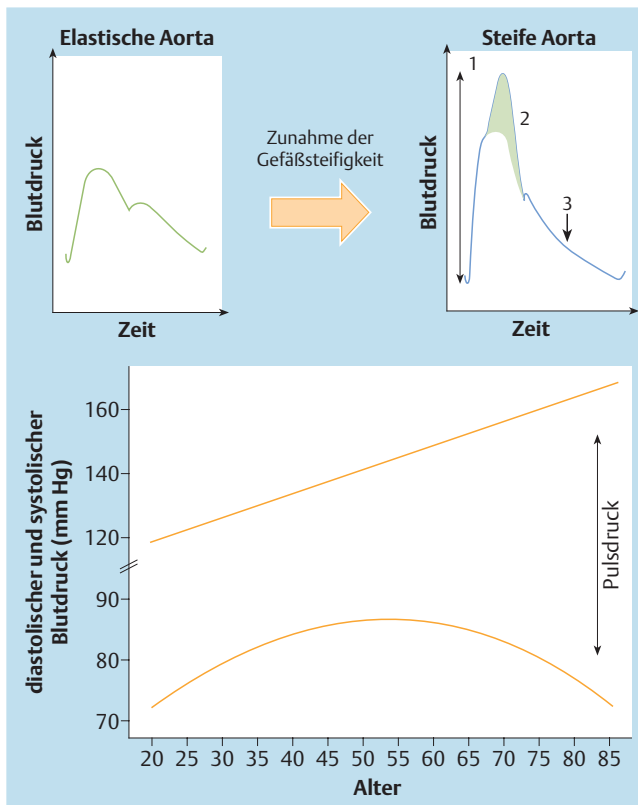 Elastische Aorta
Steife Aorta
Blutdruck
Zeit
Zunahme der
Gefäßsteifigkeit
Blutdruck
1
2
3
Zeit
diastolischer und systolischer
Blutdruck (mm Hg)
160
140
120
90
80
70
Pulsdruck
20 25 30 35 40 45 50 55 60 65 70 75 80 85
Alter